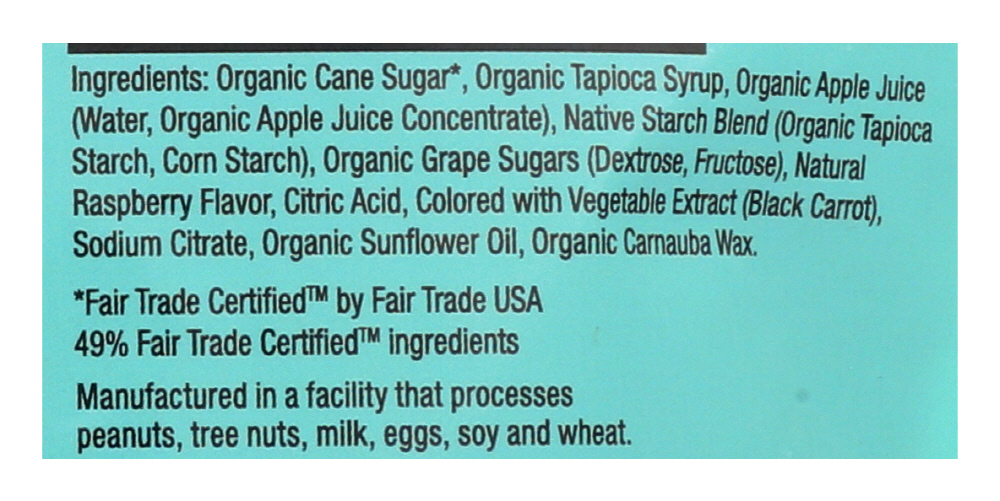 Ingredients: Organic Cane Sugar*, Organic Tapioca Syrup, Organic Apple Juice
(Water, Organic Apple Juice Concentrate), Native Starch Blend (Organic Tapioca
Starch, Corn Starch), Organic Grape Sugars (Dextrose, Fructose), Natural
Raspberry Flavor, Citric Acid, Colored with Vegetable Extract (Black Carrot),
Sodium Citrate, Organic Sunflower Oil, Organic Carnauba Wax.
*Fair Trade Certified™ by Fair Trade USA
49% Fair Trade Certified™ ingredients
Manufactured in a facility that processes
peanuts, tree nuts, milk, eggs, soy and wheat.